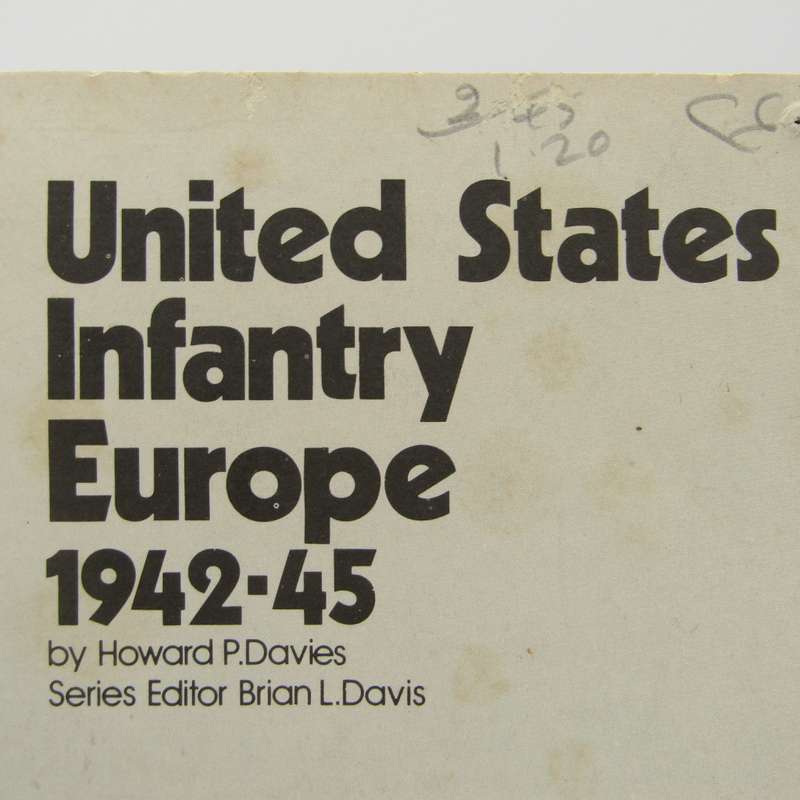 1.20
United States
Infantry
Europe
1942-45
by Howard P.Davies
Series Editor Brian L.Davis